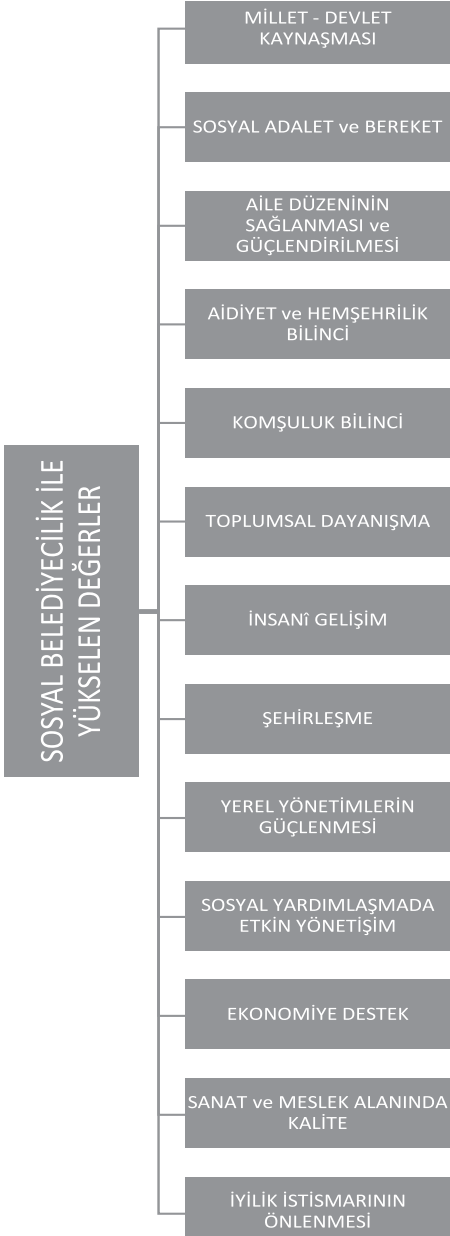 SOSYAL BELEDİYECİLİK İLE
YÜKSELEN DEĞERLER
MİLLET - DEVLET
KAYNAŞMASI
SOSYAL ADALET ve BEREKET
AİLE DÜZENİNİN
SAĞLANMASI ve
GÜÇLENDİRİLMESİ
AİDİYET ve HEMŞEHRİLİK
BİLİNCİ
KOMŞULUK BİLİNCİ
TOPLUMSAL DAYANIŞMA
İNSANî GELİŞİM
ŞEHİRLEŞME
YEREL YÖNETİMLERİN
GÜÇLENMESİ
SOSYAL YARDIMLAŞMADA
ETKİN YÖNETİŞİM
EKONOMİYE DESTEK
SANAT ve MESLEK ALANINDA
KALİTE
İYİLİK İSTİSMARININ
ÖNLENMESİ